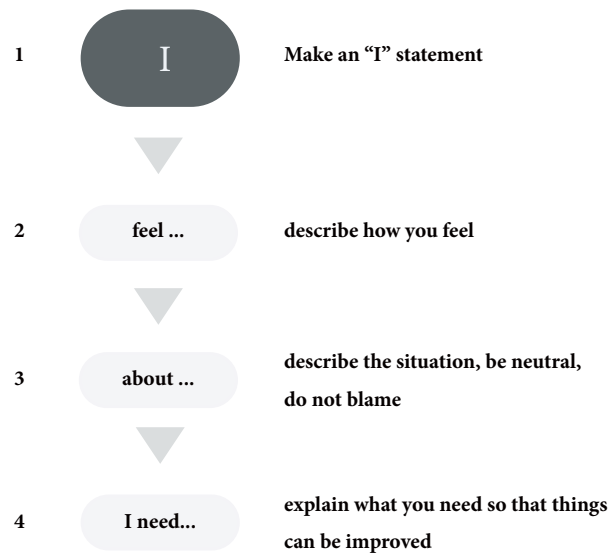 1 I Make an “I” statement
2 feel ... describe how you feel
3 about ... describe the situation, be neutral,
do not blame
4 I need... explain what you need so that things
can be improved